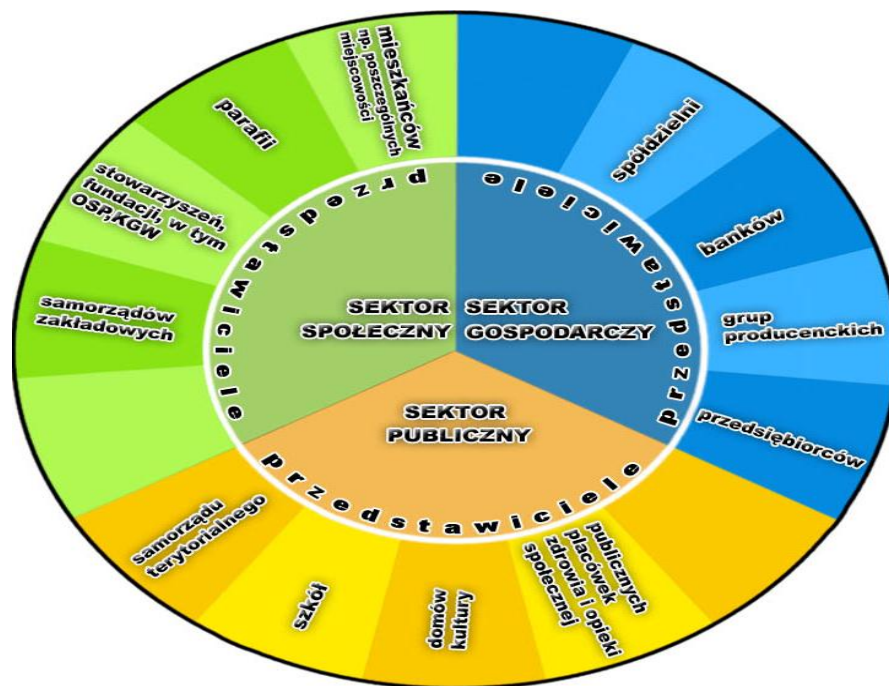 mieszkańców
np. poszczególnych
miejscowości
parafii
stowarzyszeń,
fundacji, w tym
OSP,KGW
samorządów
zakładowych
przedstawiciele
SEKTOR
SPOŁECZNY
spółdzielni
banków
grup
producenckich
przedsiębiorców
przedstawiciele
SEKTOR
GOSPODARCZY
SEKTOR
PUBLICZNY
przedstawiciele
samorządu
terytorialnego
szkół
domów
kultury
publicznych
placówek
zdrowia i opieki
społecznej